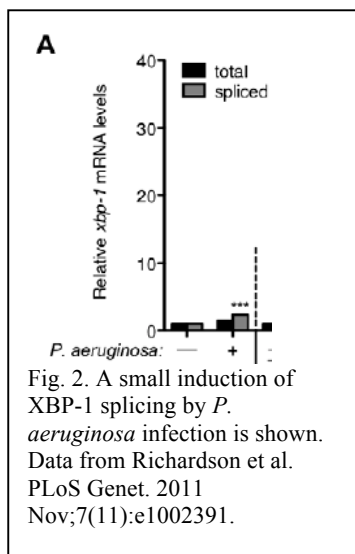 A
40
total
spliced
30
20
10
0
Relative xbp-1 mRNA levels
***
P. aeruginosa: — +
Fig. 2. A small induction of
XBP-1 splicing by P.
aeruginosa infection is shown.
Data from Richardson et al.
PLoS Genet. 2011
Nov;7(11):e1002391.